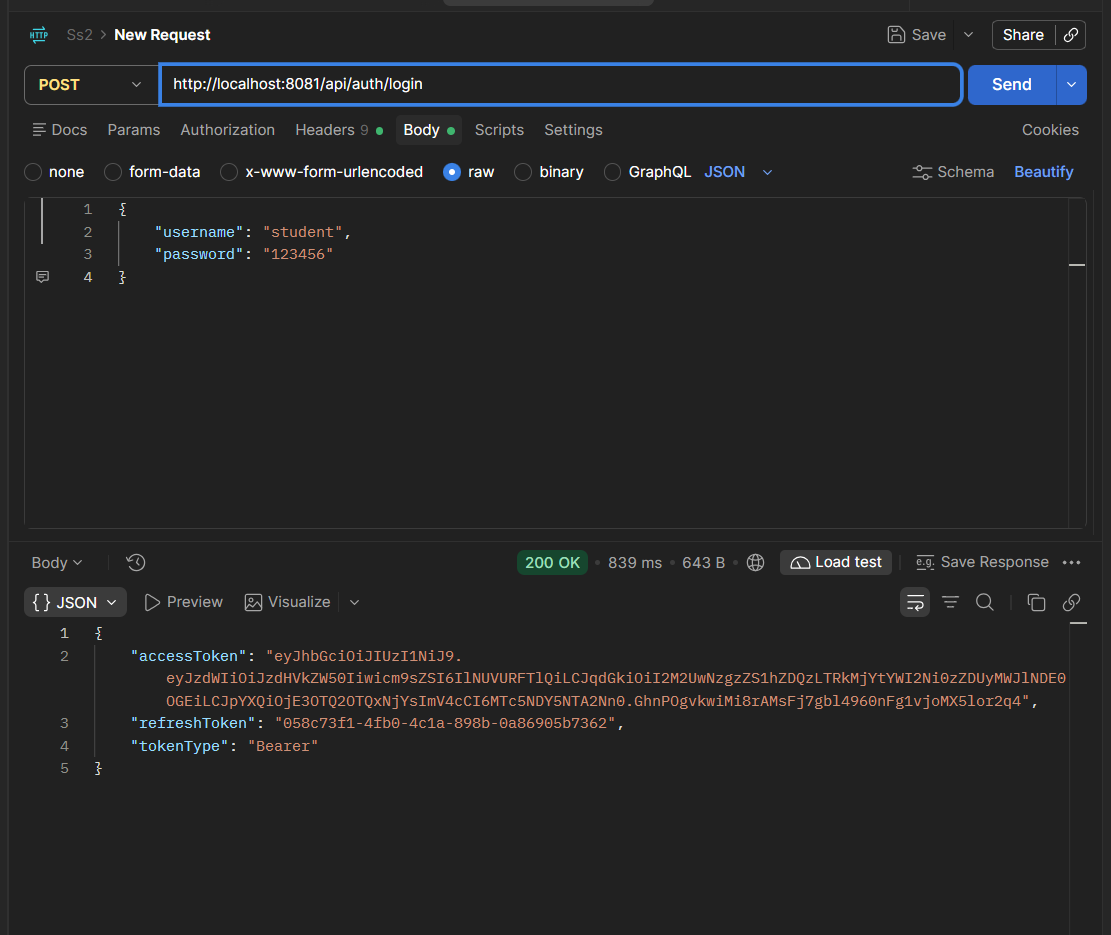 HTTP Ss2 > New Request Save Share
POST http://localhost:8081/api/auth/login Send
Docs Params Authorization Headers 9 Body Scripts Settings Cookies
none form-data x-www-form-urlencoded raw binary GraphQL JSON Schema Beautify
1 {
2 "username": "student",
3 "password": "123456"
4 }
Body 200 OK • 839 ms • 643 B • Load test e.g. Save Response
{ } JSON Preview Visualize
1 {
2 "accessToken": "eyJhbGciOiJIUzI1NiJ9.
eyJzdWIiOiJzdHVkZW50Iiwicm9sZSI6IlNUVURFTlQiLCJqdGkiOiI2M2UwNzgzZS1hZDQzLTRkMjYtYWI2Ni0zZDUyMWJlNDE0
OGEiLCJpYXQiOjE3OTQ2OTQxNjYsImV4cCI6MTc5NDY5NTA2Nn0.GhnPOgvkwiMi8rAMsFj7gbl4960nFg1vjoMX5lor2q4",
3 "refreshToken": "058c73f1-4fb0-4c1a-898b-0a86905b7362",
4 "tokenType": "Bearer"
5 }